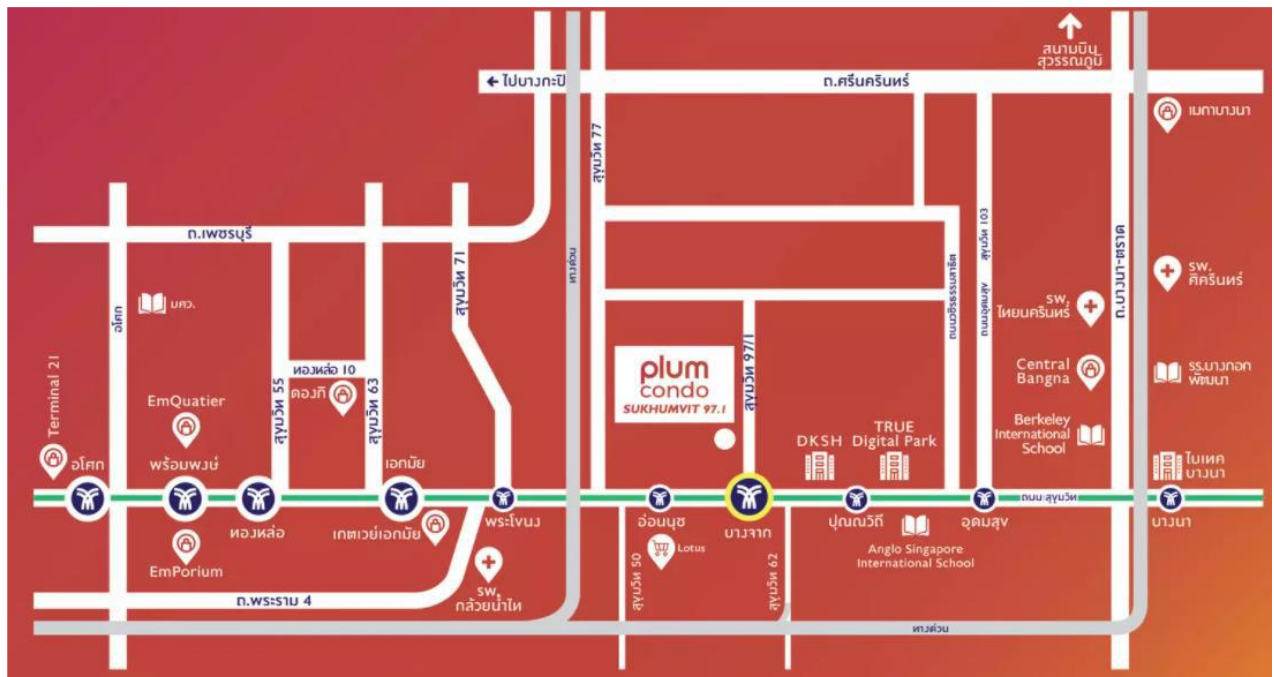 สนามบิน
สุวรรณภูมิ
← ไปบางกะปิ
ถ.ศรีนครินทร์
เมกาบางนา
สุขุมวิท 77
ถ.เพชรบุรี
สุขุมวิท 71
ทางด่วน
สุขุมวิท 103
ถนนอุดมสุข
ถนนวชิรธรรมสาธิต
ถ.บางนา-ตราด
รพ.
ศิครินทร์
รพ.
ไทยนครินทร์
อโศก
มศว.
สุขุมวิท 55
ทองหล่อ 10
ดองกิ
สุขุมวิท 63
plum
condo
SUKHUMVIT 97.1
สุขุมวิท 97/1
Central
Bangna
รร.บางกอก
พัฒนา
Terminal 21
EmQuatier
DKSH
TRUE
Digital Park
Berkeley
International
School
ไบเทค
บางนา
อโศก
พร้อมพงษ์
เอกมัย
ถนนสุขุมวิท
ทองหล่อ
เกตเวย์เอกมัย
พระโขนง
อ่อนนุช
บางจาก
ปุณณวิถี
อุดมสุข
บางนา
Lotus
Anglo Singapore
International School
EmPorium
รพ.
กล้วยน้ำไท
สุขุมวิท 50
สุขุมวิท 62
ถ.พระราม 4
ทางด่วน